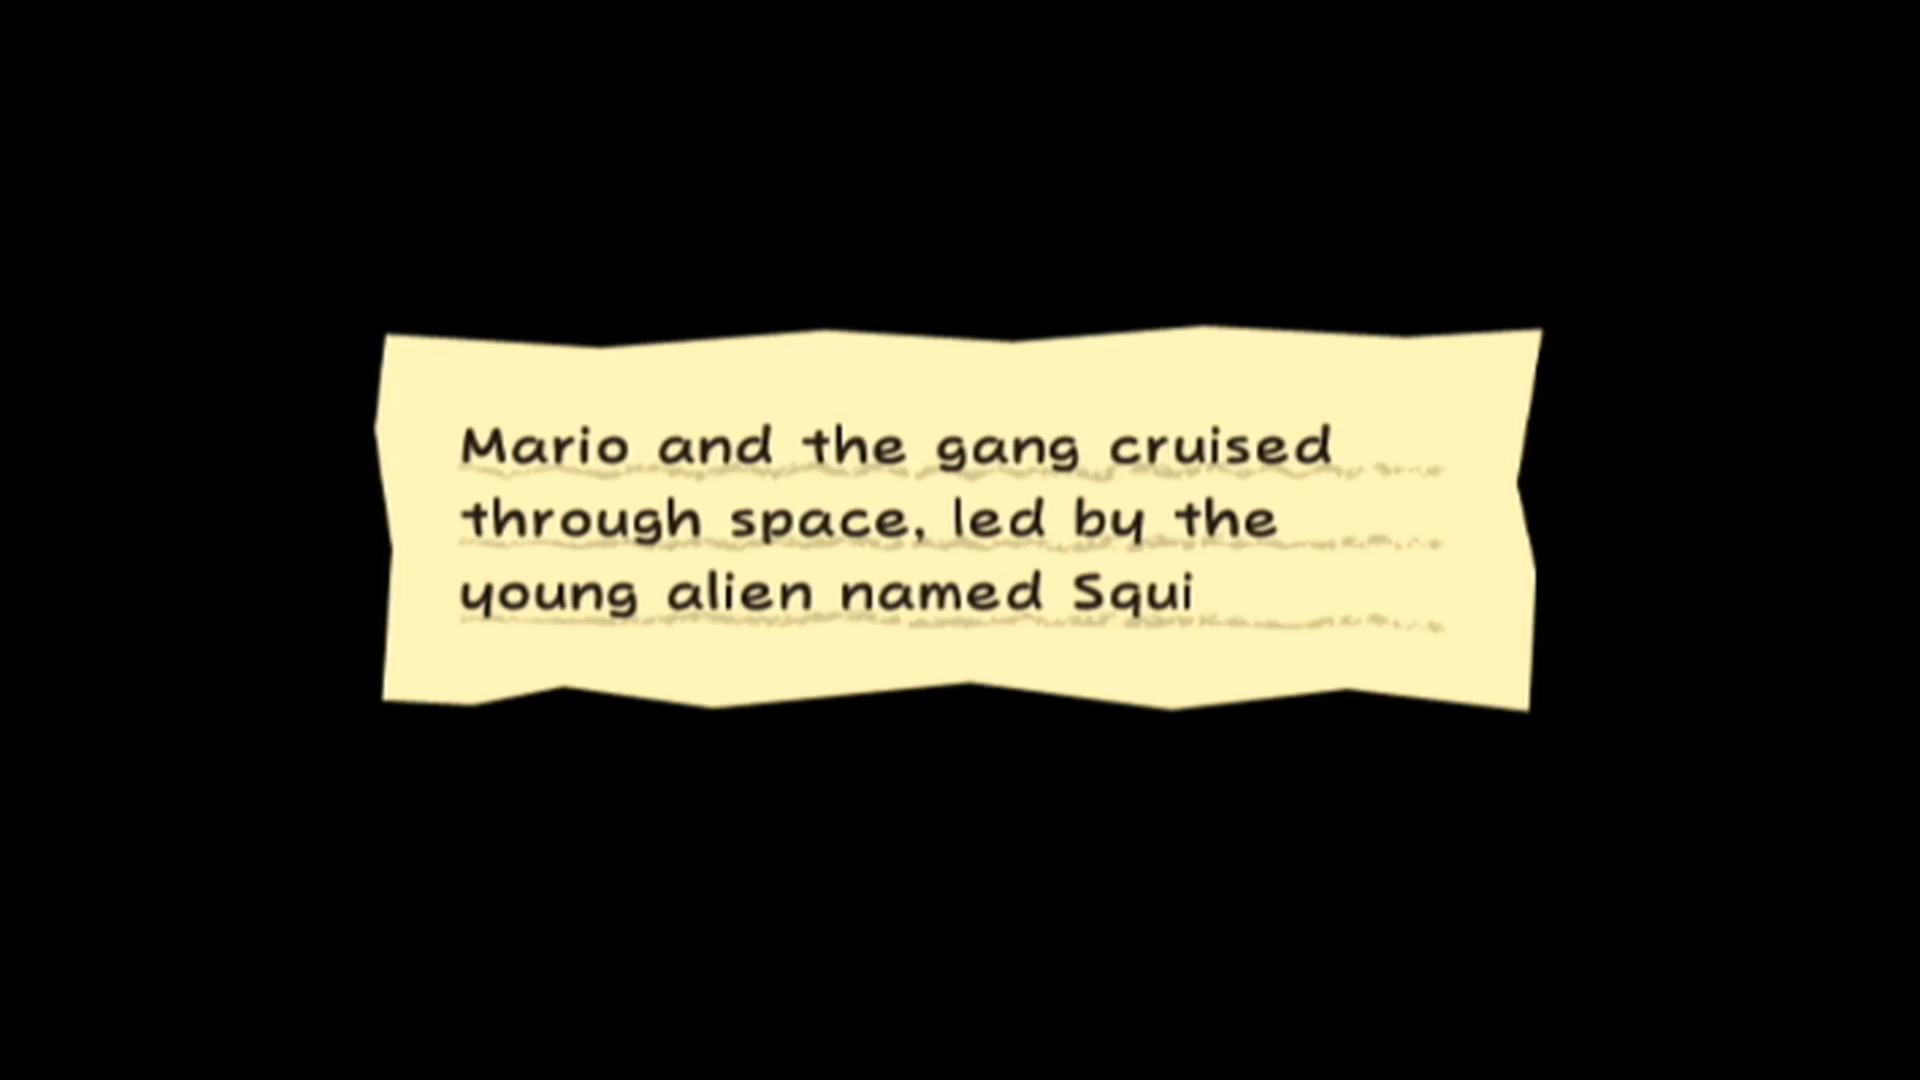 Mario and the gang cruised
through space, led by the
young alien named Squi